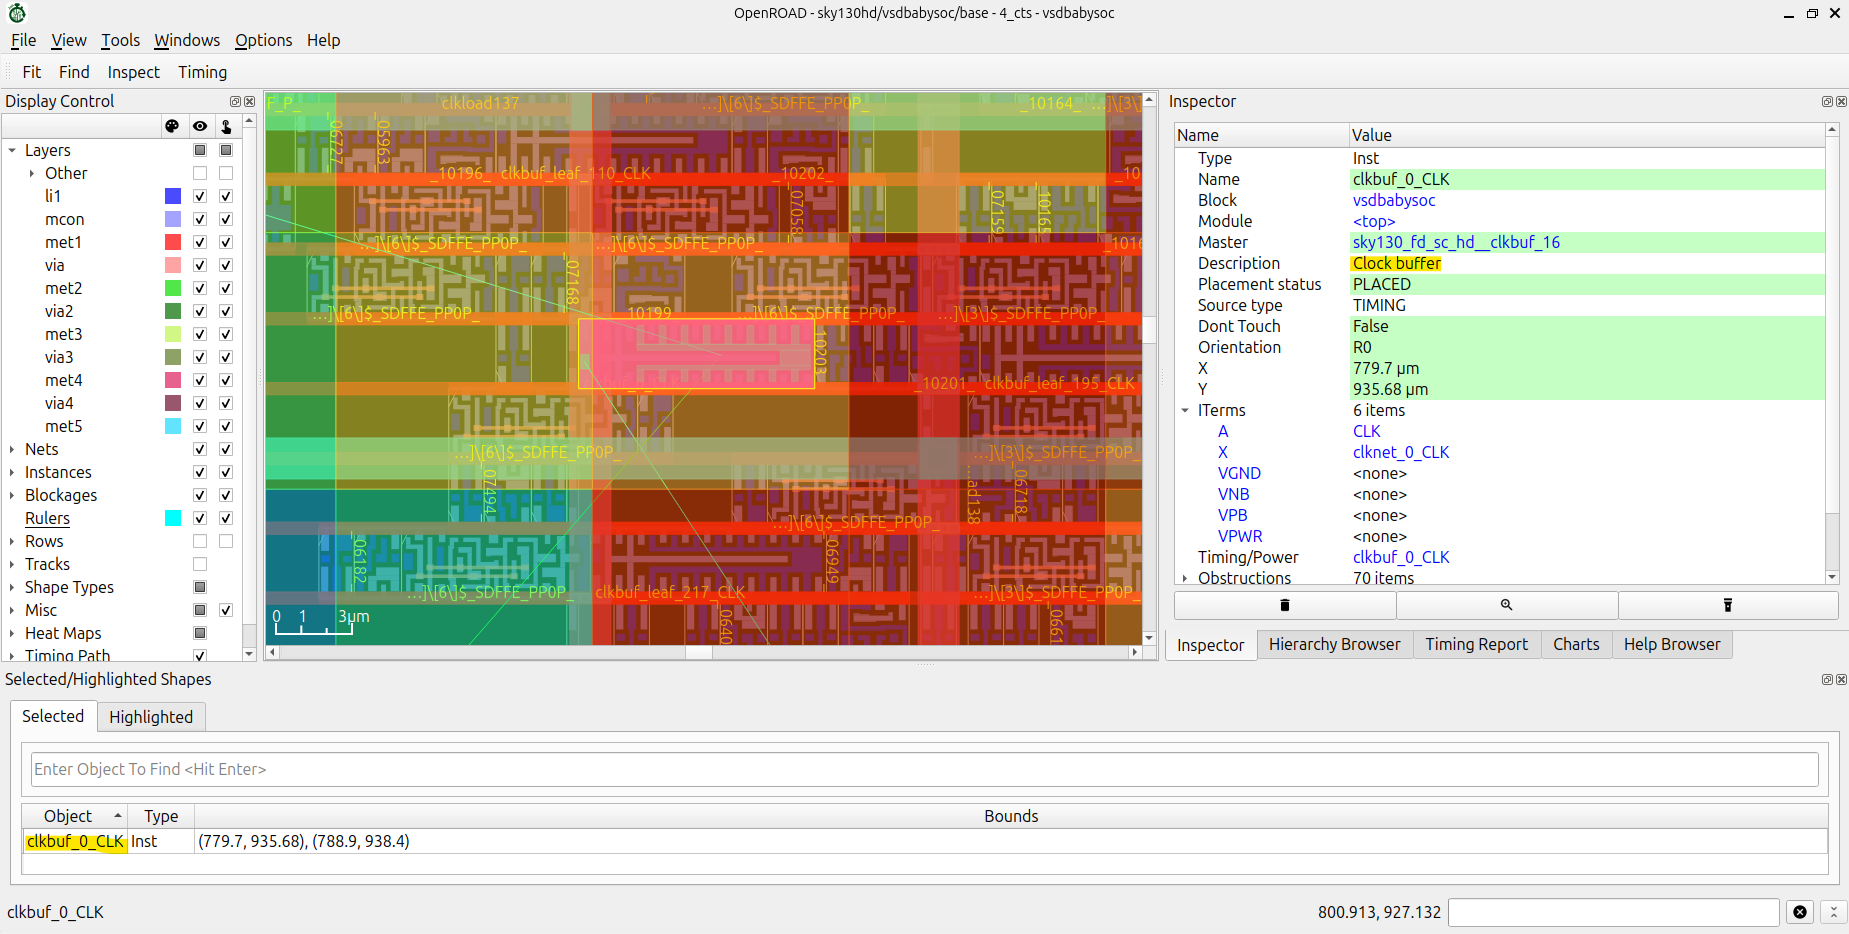 OpenROAD - sky130hd/vsdbabysoc/base - 4_cts - vsdbabysoc
File View Tools Windows Options Help
Fit Find Inspect Timing
Display Control
Layers
Other
li1
mcon
met1
via
met2
via2
met3
via3
met4
via4
met5
Nets
Instances
Blockages
Rulers
Rows
Tracks
Shape Types
Misc
Heat Maps
Timing Path
F_P_ clkload137 ...]\[6\]$_SDFFE_PP0P_ _10164_ ...]\[3\]
06727 05963
_10196_ clkbuf_leaf_110_CLK _10202_ _10
07058 07159 10165
...]\[6\]$_SDFFE_PP0P_ ...]\[6\]$_SDFFE_PP0P_ _1016
07168
...]\[6\]$_SDFFE_PP0P_ 10199 ...]\[6\]$_SDFFE_PP0P_ ...]\[3\]$_SDFFE_PP0P_
10203
_10201_ clkbuf_leaf_195_CLK
...]\[6\]$_SDFFE_PP0P_ ...]\[3\]$_SDFFE_PP0P_
07494 ...ad138 06718
...]\[6\]$_SDFFE_PP0P_
06182 06949
...]\[6\]$_SDFFE_PP0P_ clkbuf_leaf_217_CLK ...]\[3\]$_SDFFE_PP0P_
0640 0661
0 1 3μm
Inspector
Name Value
Type Inst
Name clkbuf_0_CLK
Block vsdbabysoc
Module <top>
Master sky130_fd_sc_hd__clkbuf_16
Description Clock buffer
Placement status PLACED
Source type TIMING
Dont Touch False
Orientation R0
X 779.7 μm
Y 935.68 μm
ITerms 6 items
A CLK
X clknet_0_CLK
VGND <none>
VNB <none>
VPB <none>
VPWR <none>
Timing/Power clkbuf_0_CLK
Obstructions 70 items
Inspector Hierarchy Browser Timing Report Charts Help Browser
Selected/Highlighted Shapes
Selected Highlighted
Enter Object To Find <Hit Enter>
Object Type Bounds
clkbuf_0_CLK Inst (779.7, 935.68), (788.9, 938.4)
clkbuf_0_CLK 800.913, 927.132